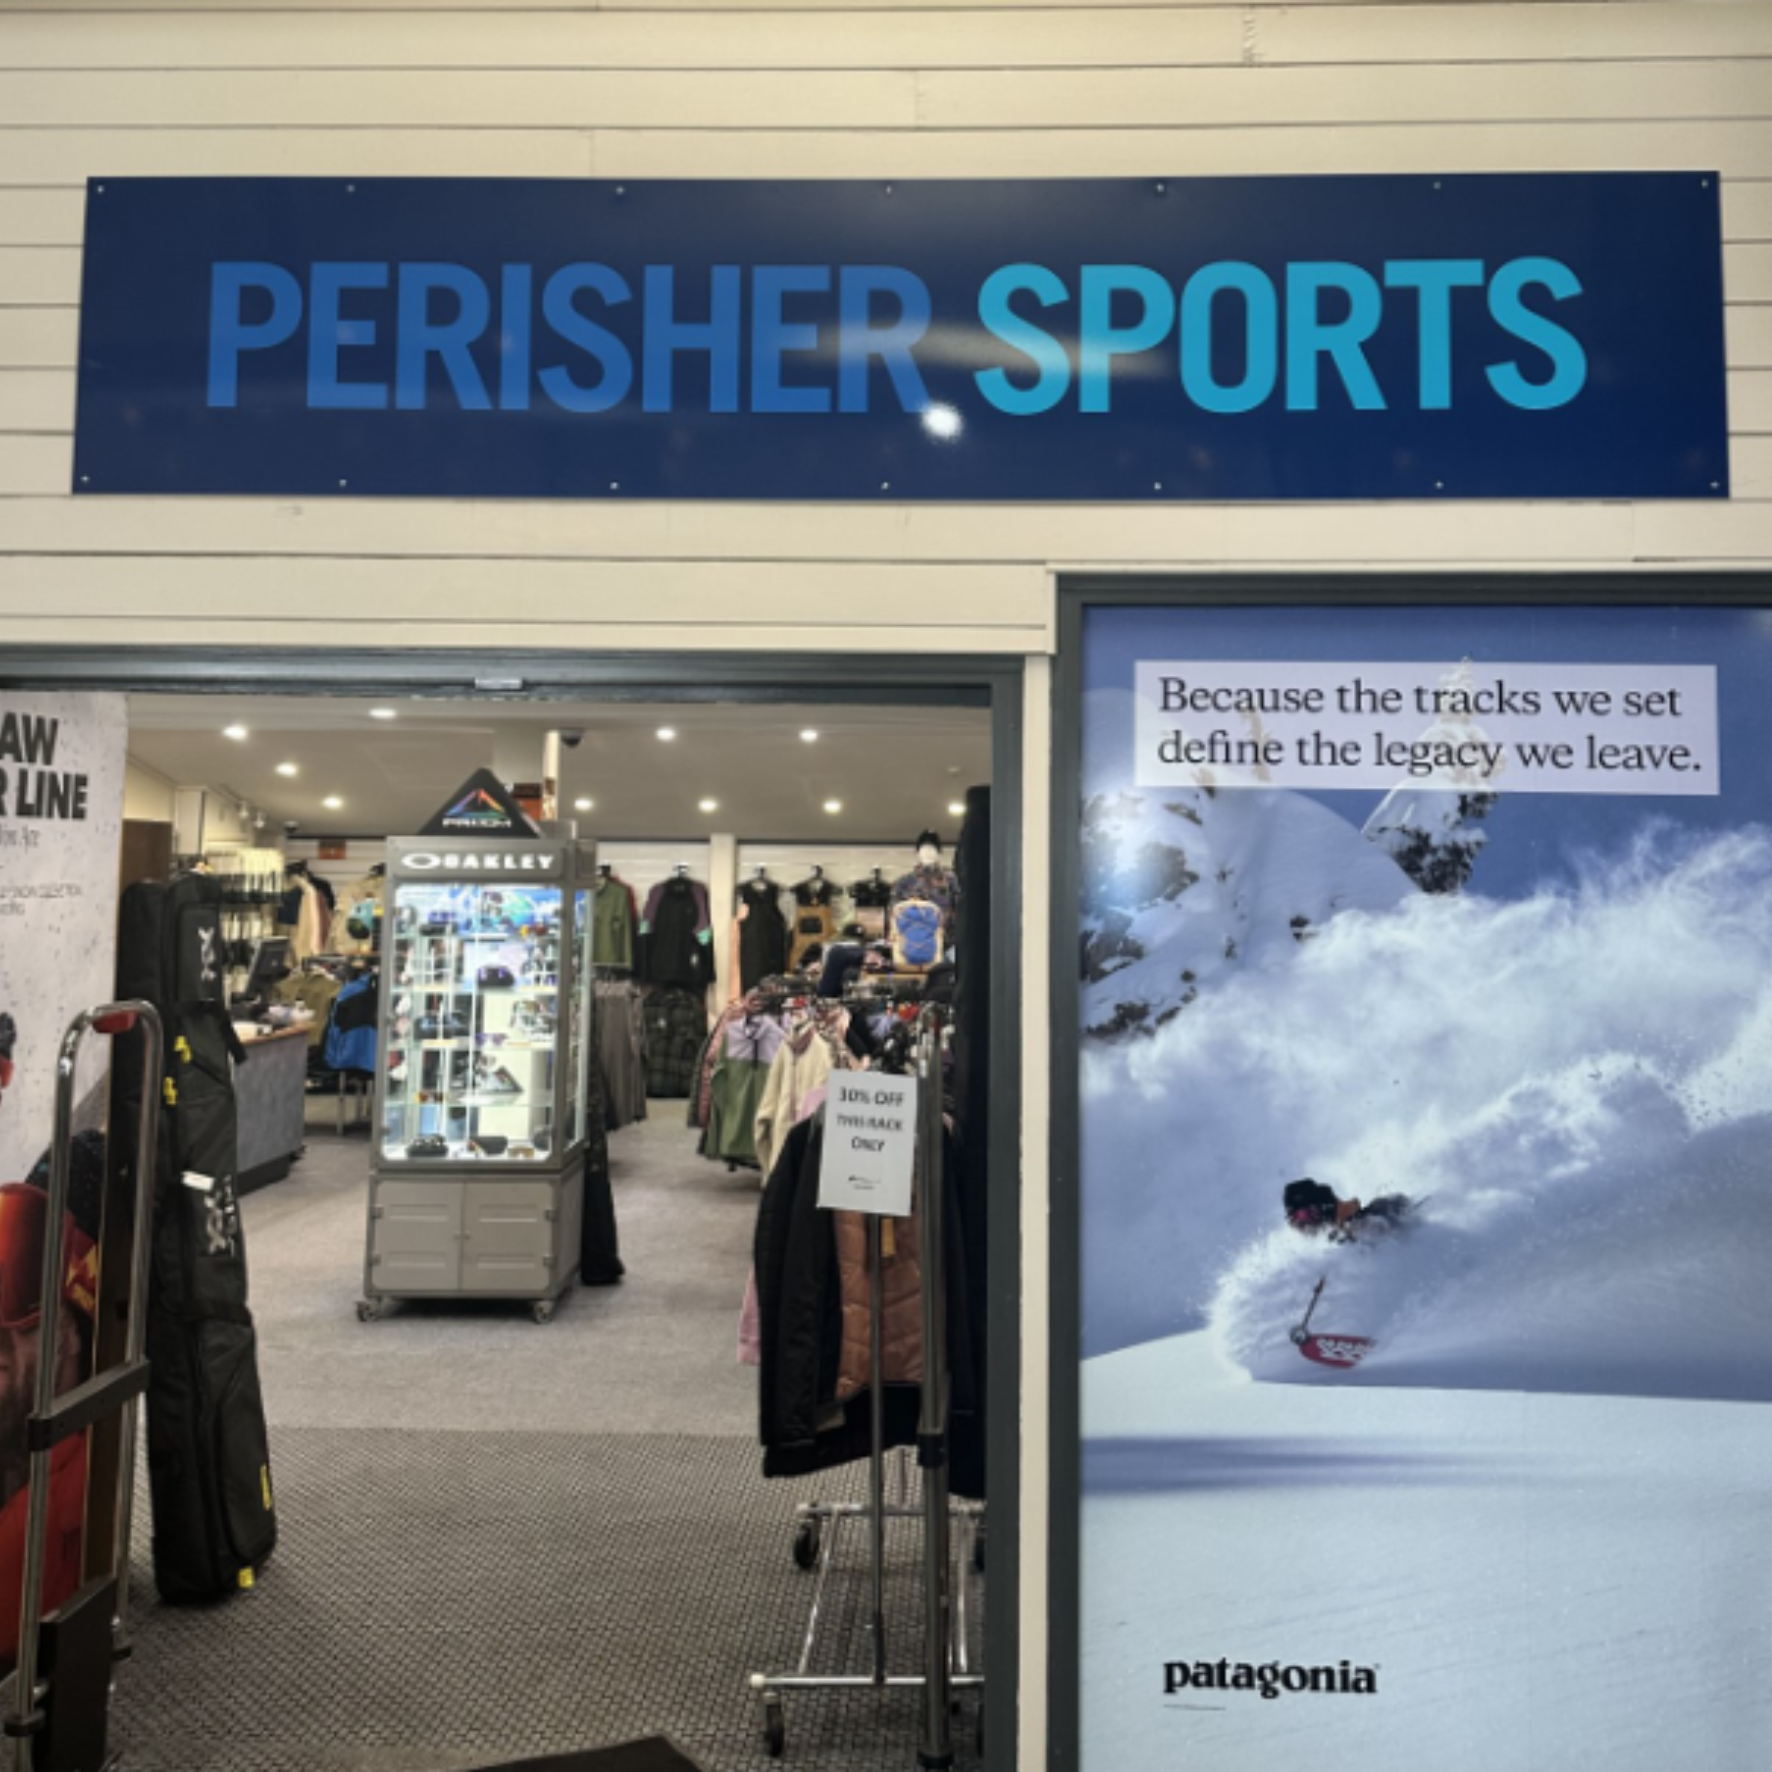 PERISHER SPORTS
Because the tracks we set
define the legacy we leave.
AW
R LINE
PRIZM
OAKLEY
30% OFF
THIS RACK
ONLY
patagonia